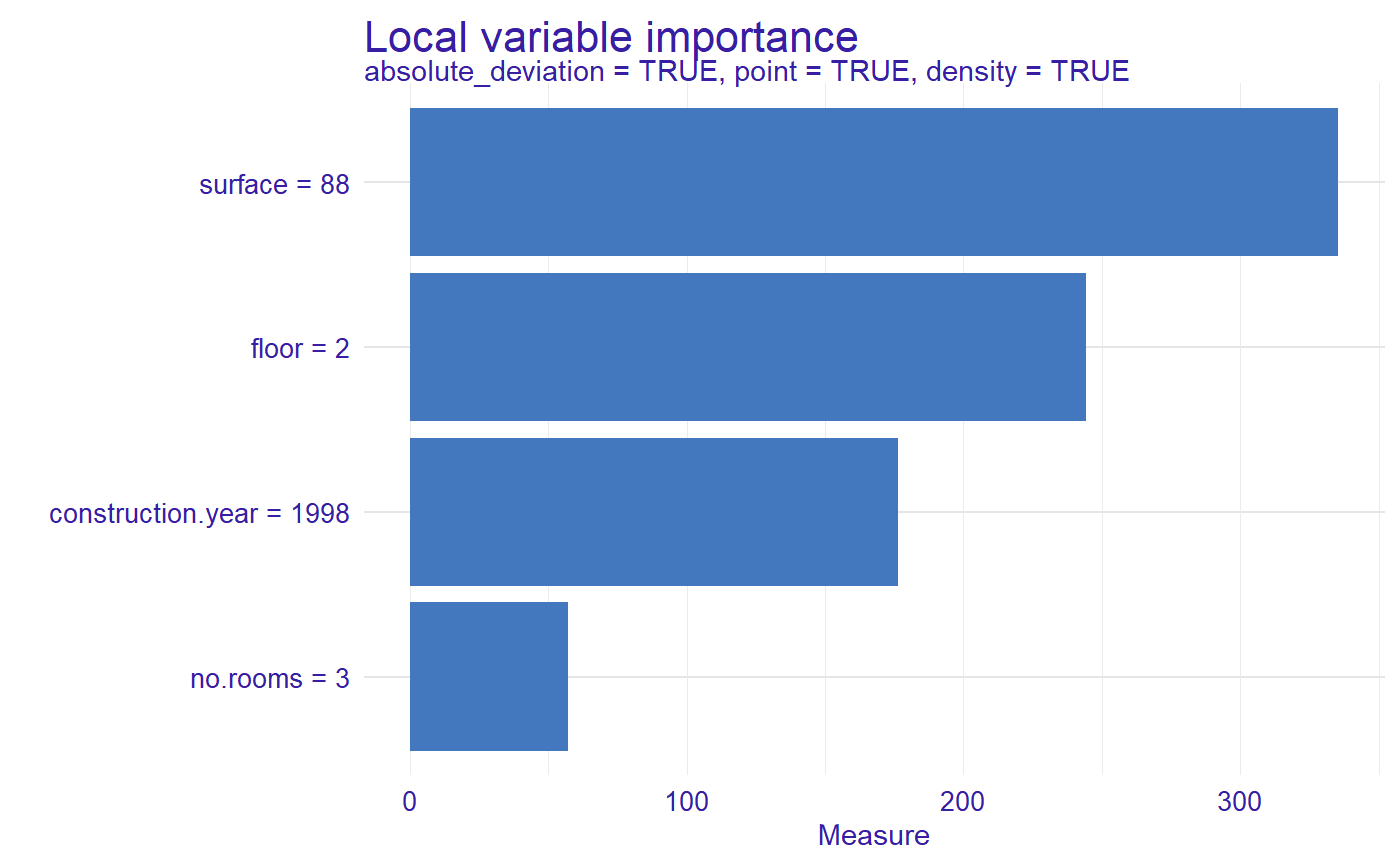 Local variable importance
absolute_deviation = TRUE, point = TRUE, density = TRUE
surface = 88
floor = 2
construction.year = 1998
no.rooms = 3
0 100 200 300
Measure